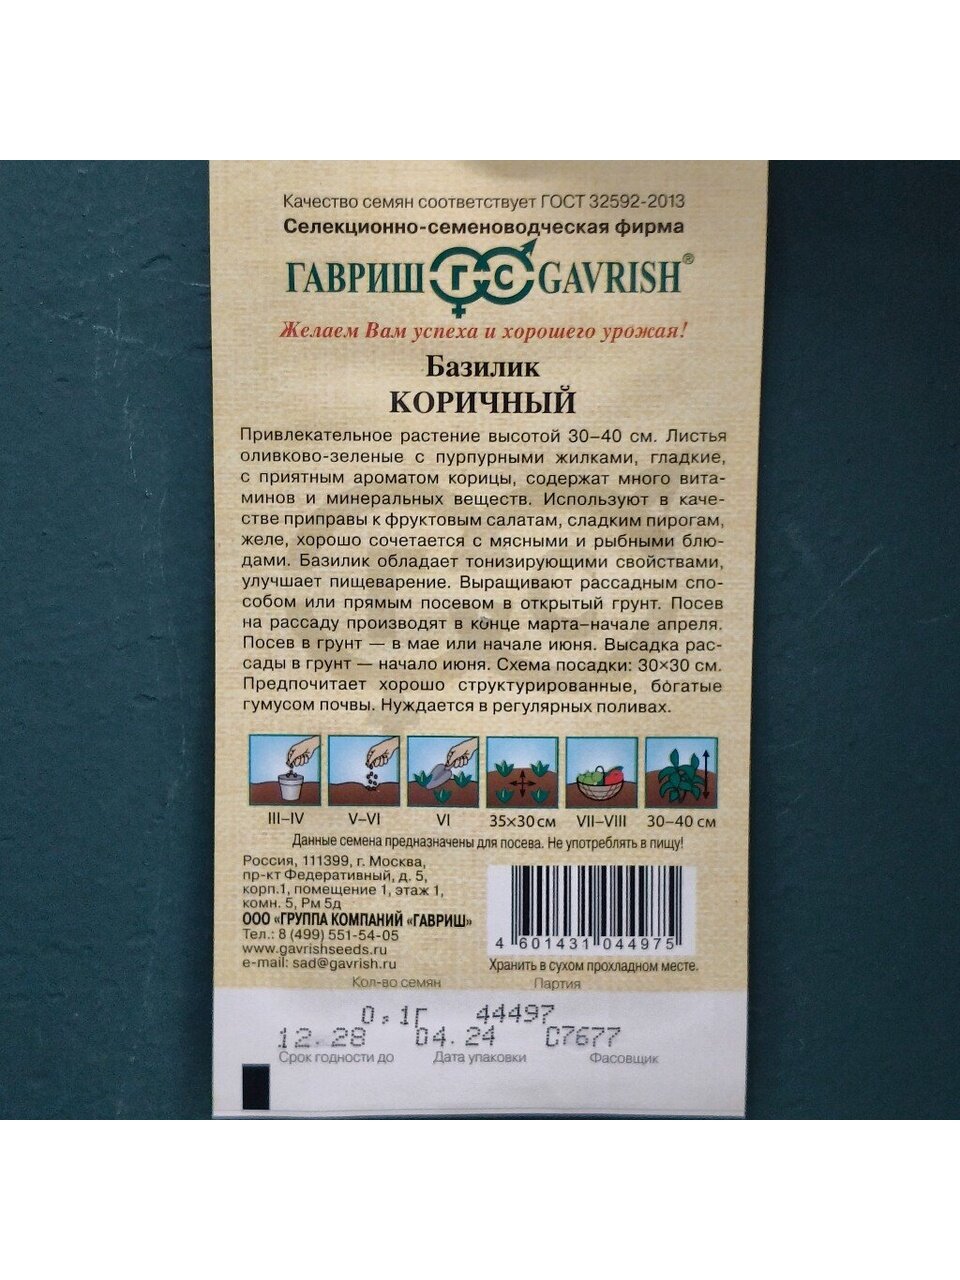 Качество семян соответствует ГОСТ 32592-2013
Селекционно-семеноводческая фирма
ГАВРИШ Г-С GAVRISH®
Желаем Вам успеха и хорошего урожая!
Базилик
КОРИЧНЫЙ
Привлекательное растение высотой 30–40 см. Листья
оливково-зеленые с пурпурными жилками, гладкие,
с приятным ароматом корицы, содержат много вита-
минов и минеральных веществ. Используют в каче-
стве приправы к фруктовым салатам, сладким пирогам,
желе, хорошо сочетается с мясными и рыбными блю-
дами. Базилик обладает тонизирующими свойствами,
улучшает пищеварение. Выращивают рассадным спо-
собом или прямым посевом в открытый грунт. Посев
на рассаду производят в конце марта–начале апреля.
Посев в грунт — в мае или начале июня. Высадка рас-
сады в грунт — начало июня. Схема посадки: 30×30 см.
Предпочитает хорошо структурированные, богатые
гумусом почвы. Нуждается в регулярных поливах.
III–IV V–VI VI 35×30 см VII–VIII 30–40 см
Данные семена предназначены для посева. Не употреблять в пищу!
Россия, 111399, г. Москва,
пр-кт Федеративный, д. 5,
корп.1, помещение 1, этаж 1,
комн. 5, Рм 5д
ООО «ГРУППА КОМПАНИЙ «ГАВРИШ»
Тел.: 8 (499) 551-54-05
www.gavrishseeds.ru
e-mail: sad@gavrish.ru
4 601431 044975
Хранить в сухом прохладном месте.
Кол-во семян Партия
0,1г 44497
12.28 04.24 07677
Срок годности до Дата упаковки Фасовщик